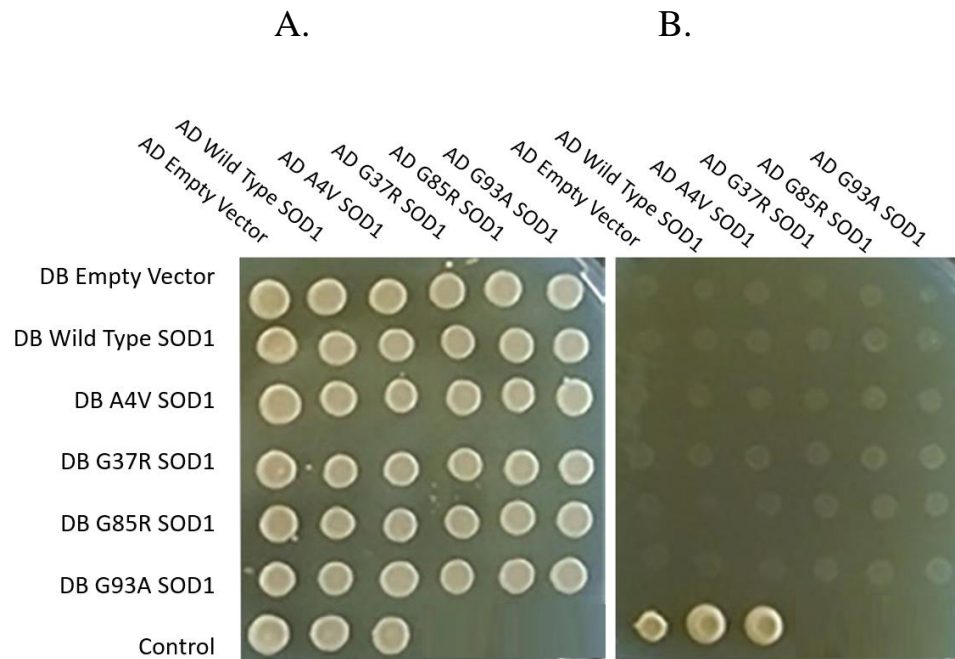 A.
B.
AD Empty Vector
AD Wild Type SOD1
AD A4V SOD1
AD G37R SOD1
AD G85R SOD1
AD G93A SOD1
AD Empty Vector
AD Wild Type SOD1
AD A4V SOD1
AD G37R SOD1
AD G85R SOD1
AD G93A SOD1
DB Empty Vector
DB Wild Type SOD1
DB A4V SOD1
DB G37R SOD1
DB G85R SOD1
DB G93A SOD1
Control